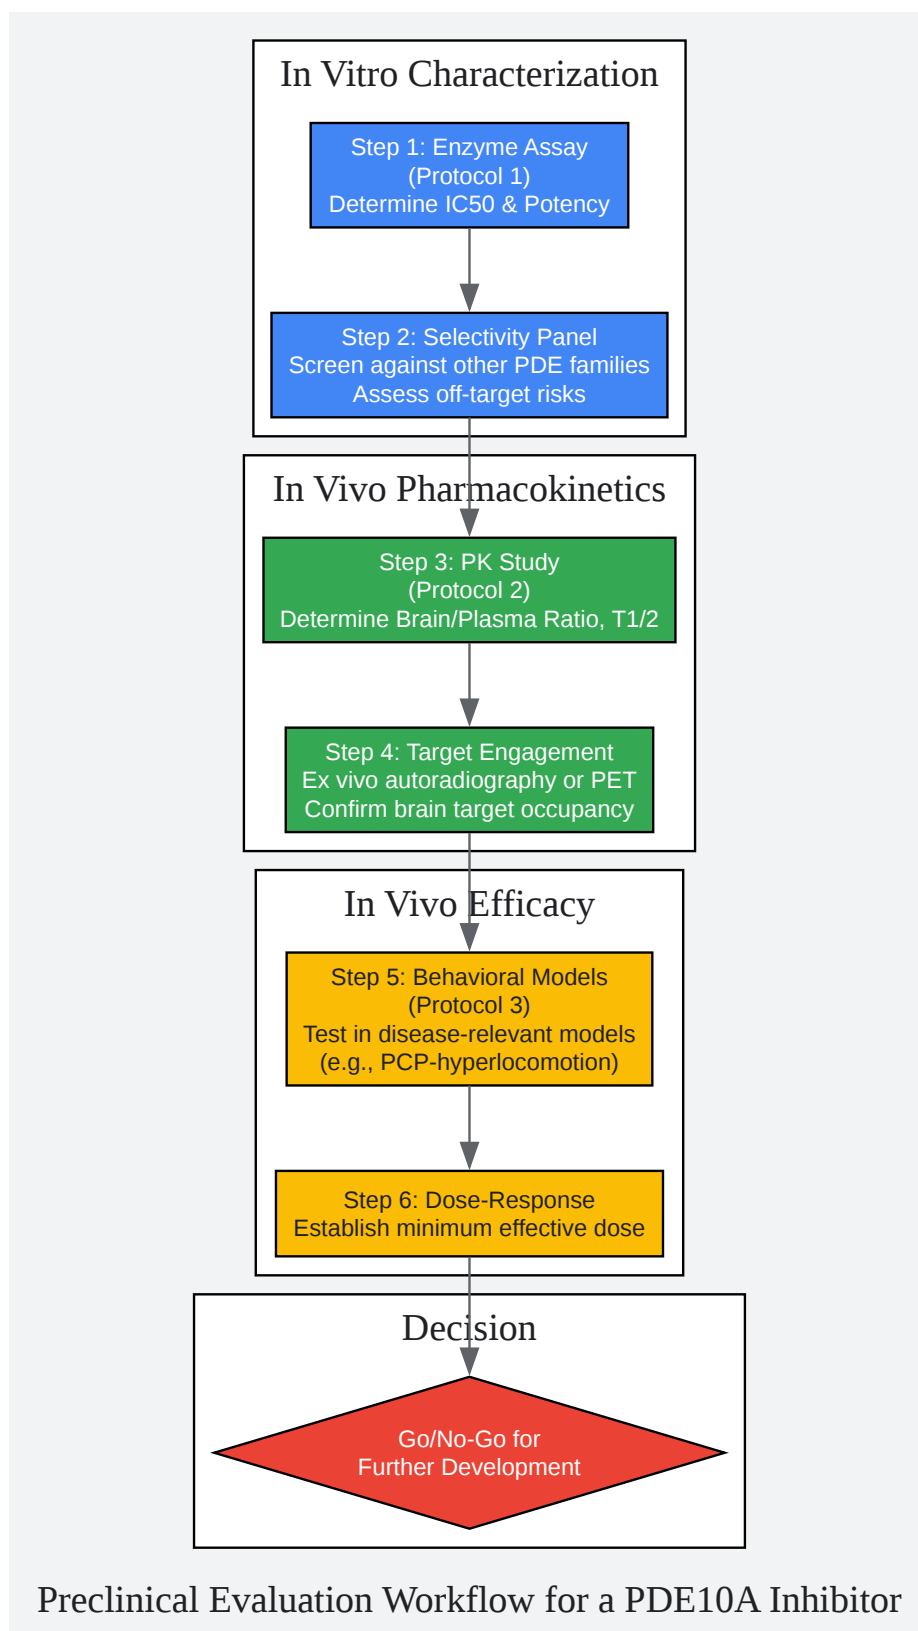 In Vitro Characterization
Step 1: Enzyme Assay
(Protocol 1)
Determine IC50 & Potency
Step 2: Selectivity Panel
Screen against other PDE families
Assess off-target risks
In Vivo Pharmacokinetics
Step 3: PK Study
(Protocol 2)
Determine Brain/Plasma Ratio, T1/2
Step 4: Target Engagement
Ex vivo autoradiography or PET
Confirm brain target occupancy
In Vivo Efficacy
Step 5: Behavioral Models
(Protocol 3)
Test in disease-relevant models
(e.g., PCP-hyperlocomotion)
Step 6: Dose-Response
Establish minimum effective dose
Decision
Go/No-Go for
Further Development
Preclinical Evaluation Workflow for a PDE10A Inhibitor